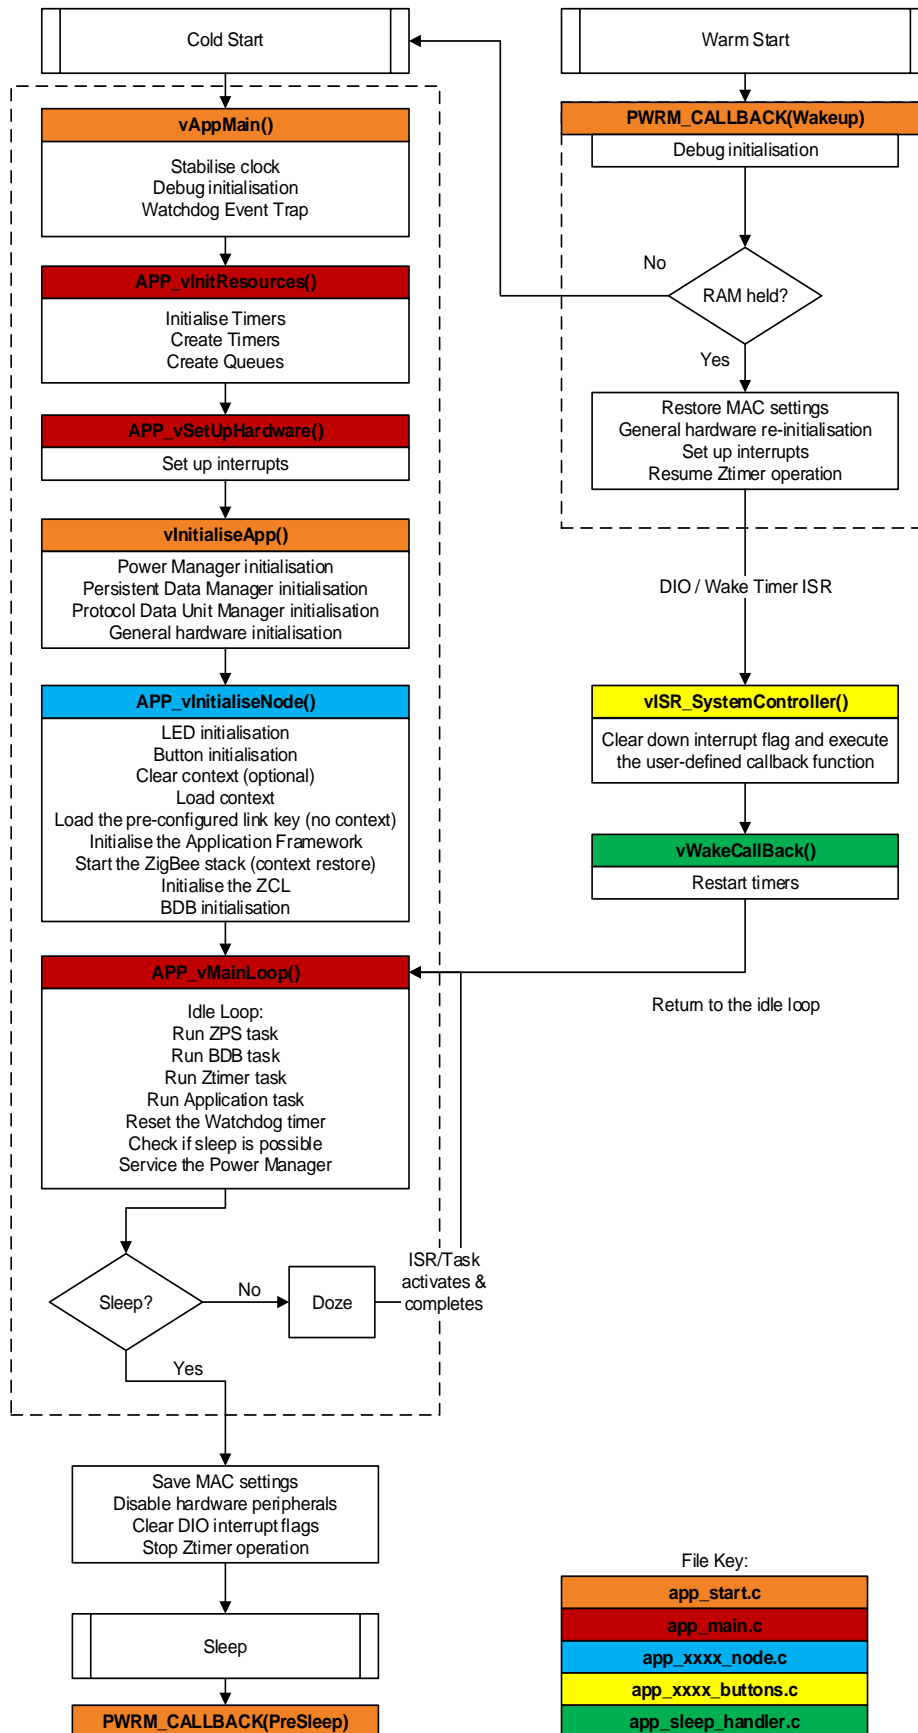 Cold Start
vAppMain()
Stabilise clock
Debug initialisation
Watchdog Event Trap
APP_vInitResources()
Initialise Timers
Create Timers
Create Queues
APP_vSetUpHardware()
Set up interrupts
vInitialiseApp()
Power Manager initialisation
Persistent Data Manager initialisation
Protocol Data Unit Manager initialisation
General hardware initialisation
APP_vInitialiseNode()
LED initialisation
Button initialisation
Clear context (optional)
Load context
Load the pre-configured link key (no context)
Initialise the Application Framework
Start the ZigBee stack (context restore)
Initialise the ZCL
BDB initialisation
APP_vMainLoop()
Idle Loop:
Run ZPS task
Run BDB task
Run Ztimer task
Run Application task
Reset the Watchdog timer
Check if sleep is possible
Service the Power Manager
Sleep?
No
Doze
ISR/Task
activates &
completes
Yes
Save MAC settings
Disable hardware peripherals
Clear DIO interrupt flags
Stop Ztimer operation
Sleep
PWRM_CALLBACK(PreSleep)
Warm Start
PWRM_CALLBACK(Wakeup)
Debug initialisation
No
RAM held?
Yes
Restore MAC settings
General hardware re-initialisation
Set up interrupts
Resume Ztimer operation
DIO / Wake Timer ISR
vISR_SystemController()
Clear down interrupt flag and execute
the user-defined callback function
vWakeCallBack()
Restart timers
Return to the idle loop
File Key:
app_start.c
app_main.c
app_xxxx_node.c
app_xxxx_buttons.c
app_sleep_handler.c